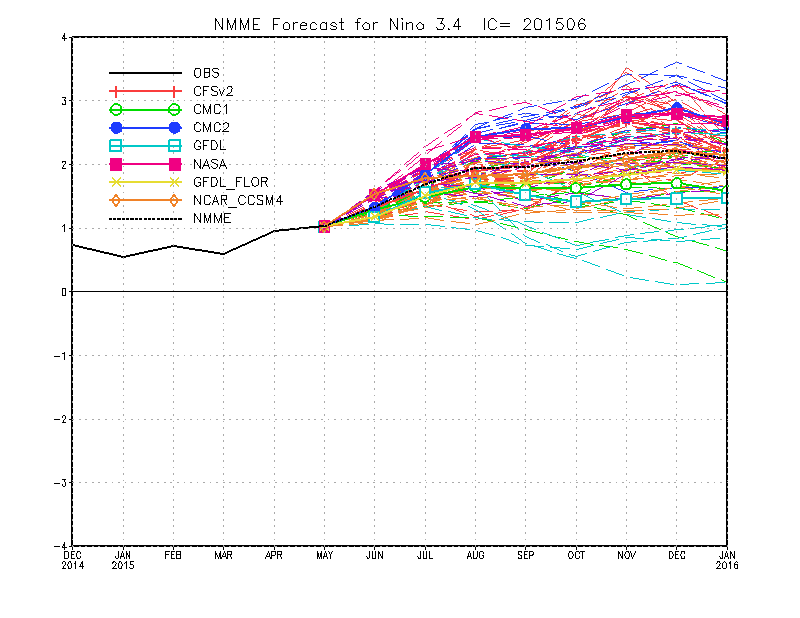 NMME Forecast for Nino 3.4 IC= 201506
4
3
2
1
0
-1
-2
-3
-4
OBS
CFSv2
CMC1
CMC2
GFDL
NASA
GFDL_FLOR
NCAR_CCSM4
NMME
DEC JAN FEB MAR APR MAY JUN JUL AUG SEP OCT NOV DEC JAN
2014 2015 2016